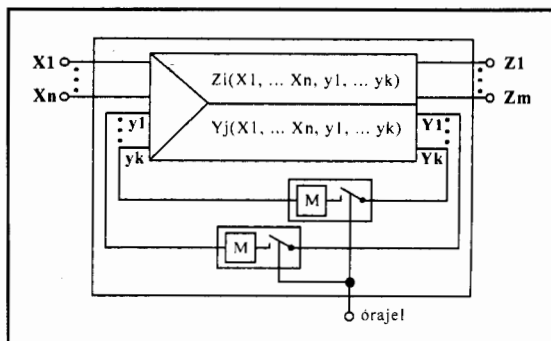 X1
Xn
Zi(X1, ... Xn, y1, ... yk)
Yj(X1, ... Xn, y1, ... yk)
Z1
Zm
y1
yk
Y1
Yk
M
M
órajel